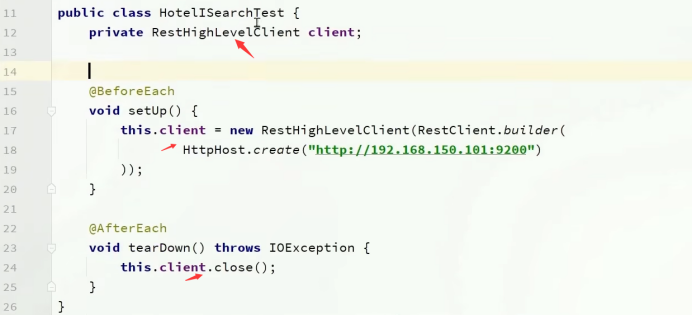 11 public class HotelISearchTest {
12 private RestHighLevelClient client;
13
14
15 @BeforeEach
16 void setUp() {
17 this.client = new RestHighLevelClient(RestClient.builder(
18 HttpHost.create("http://192.168.150.101:9200")
19 ));
20 }
21
22 @AfterEach
23 void tearDown() throws IOException {
24 this.client.close();
25 }
26 }